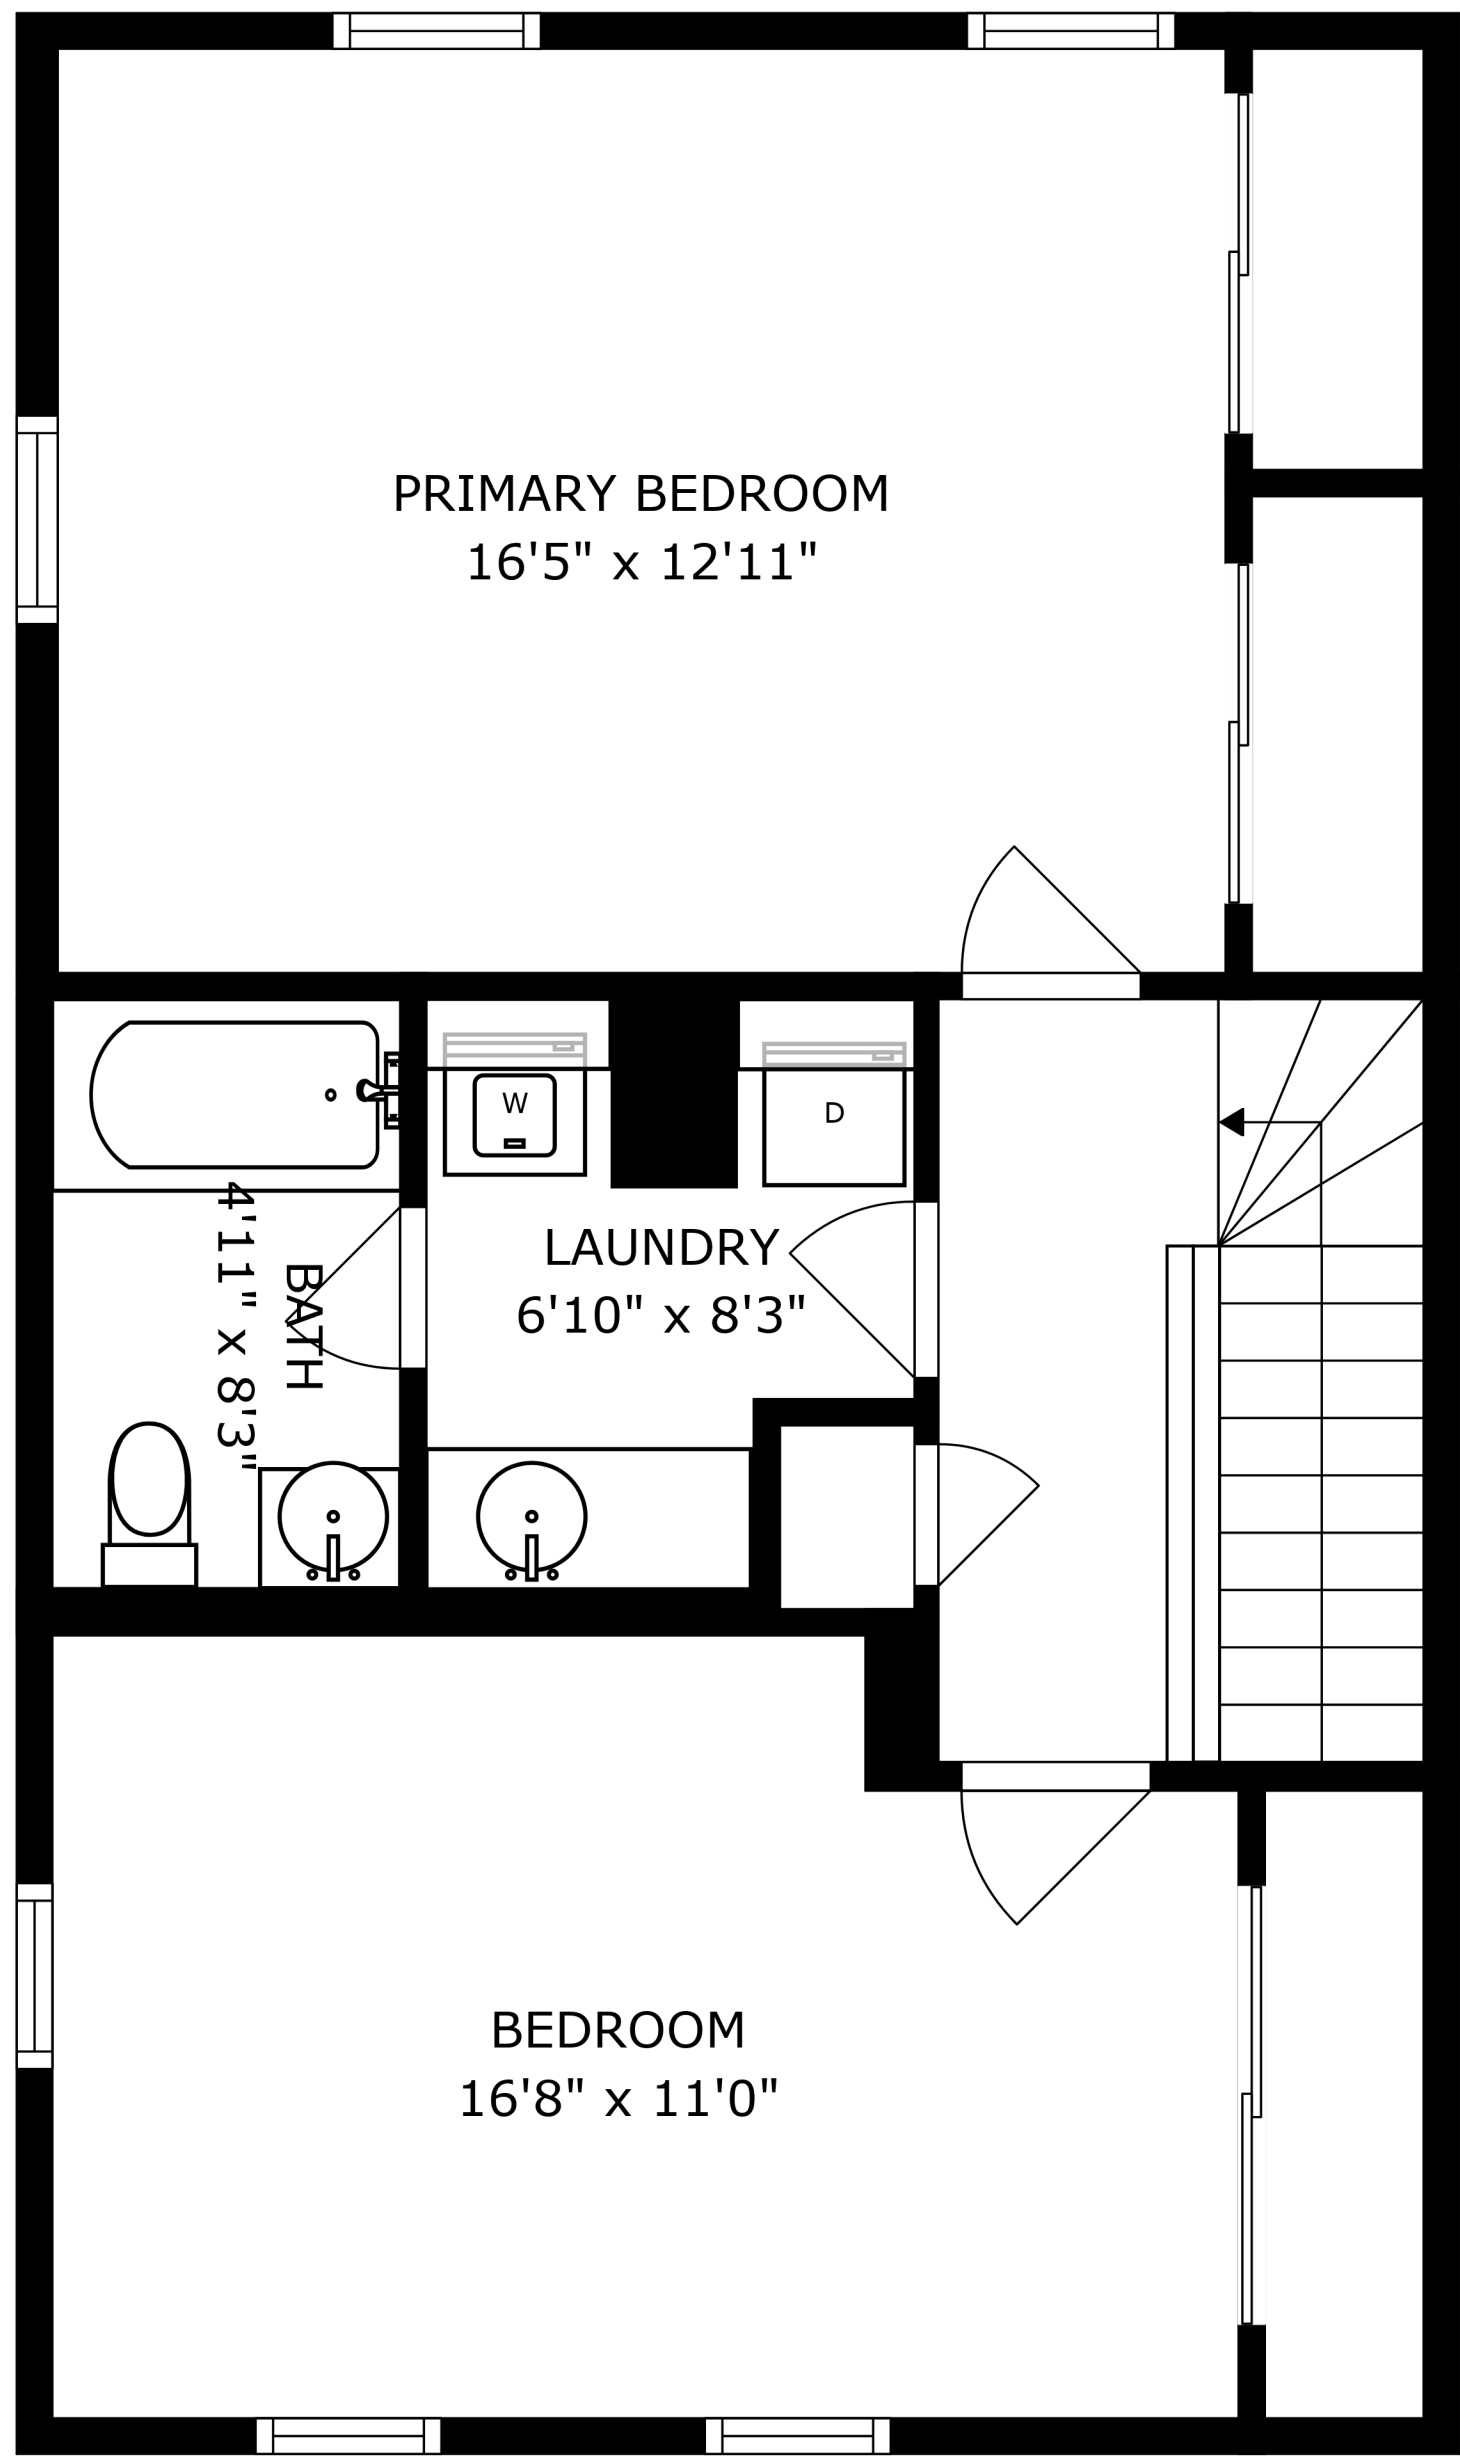 PRIMARY BEDROOM
16'5" x 12'11"
W
D
LAUNDRY
6'10" x 8'3"
BATH
4'11" x 8'3"
BEDROOM
16'8" x 11'0"